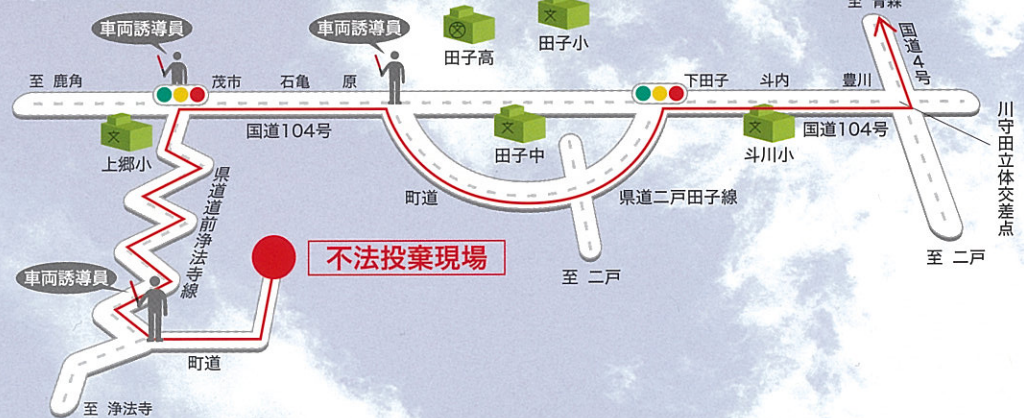 至 青森
車両誘導員
車両誘導員
田子高
田子小
国道4号
至 鹿角
茂市
石亀
原
下田子
斗内
豊川
国道104号
国道104号
川守田立体交差点
上郷小
田子中
斗川小
県道道前浄法寺線
町道
県道二戸田子線
不法投棄現場
至 二戸
至 二戸
車両誘導員
町道
至 浄法寺
文
文
文
文
文